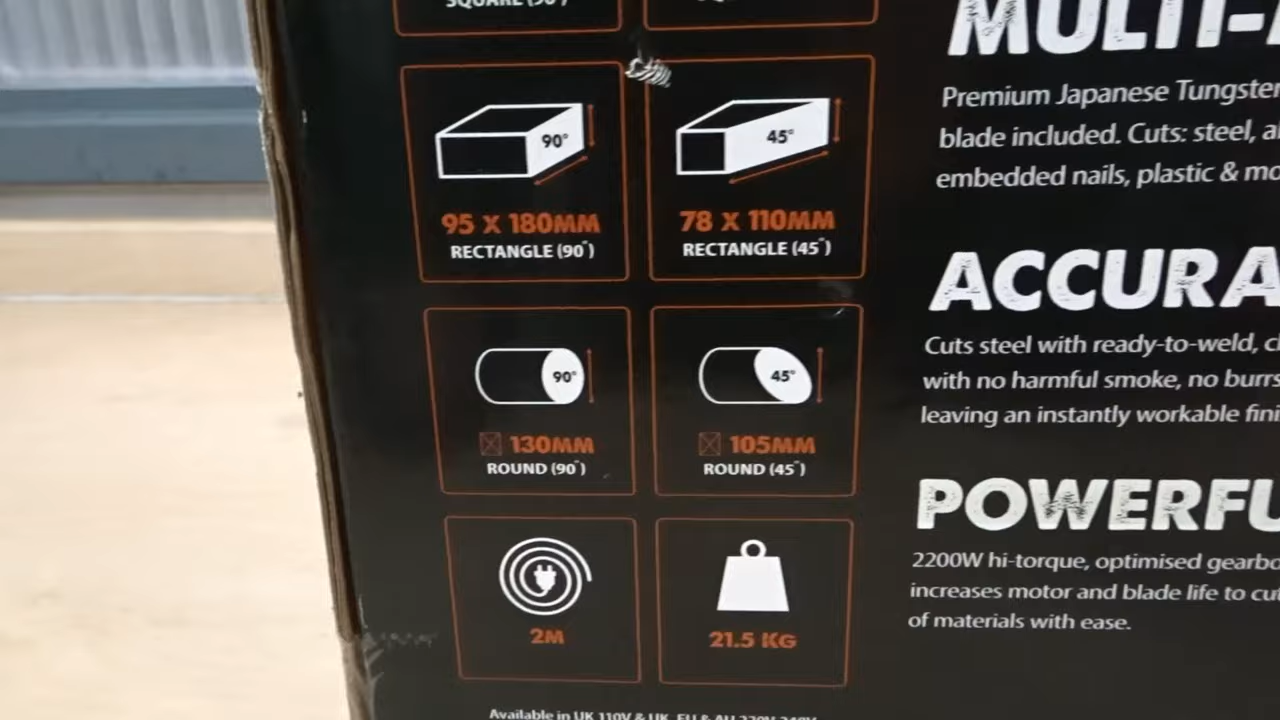 SQUARE (90°)
90°
45°
95 X 180MM
78 X 110MM
RECTANGLE (90°)
RECTANGLE (45°)
90°
45°
130MM
105MM
ROUND (90°)
ROUND (45°)
2M
21.5 KG
Available in UK 110V & UK, EU & AU 220V-240V
MULTI-
Premium Japanese Tungsten
blade included. Cuts: steel,
embedded nails, plastic &
ACCURA
Cuts steel with ready-to-weld,
with no harmful smoke, no burrs
leaving an instantly workable
POWERFU
2200W hi-torque, optimised
increases motor and blade life to
of materials with ease.